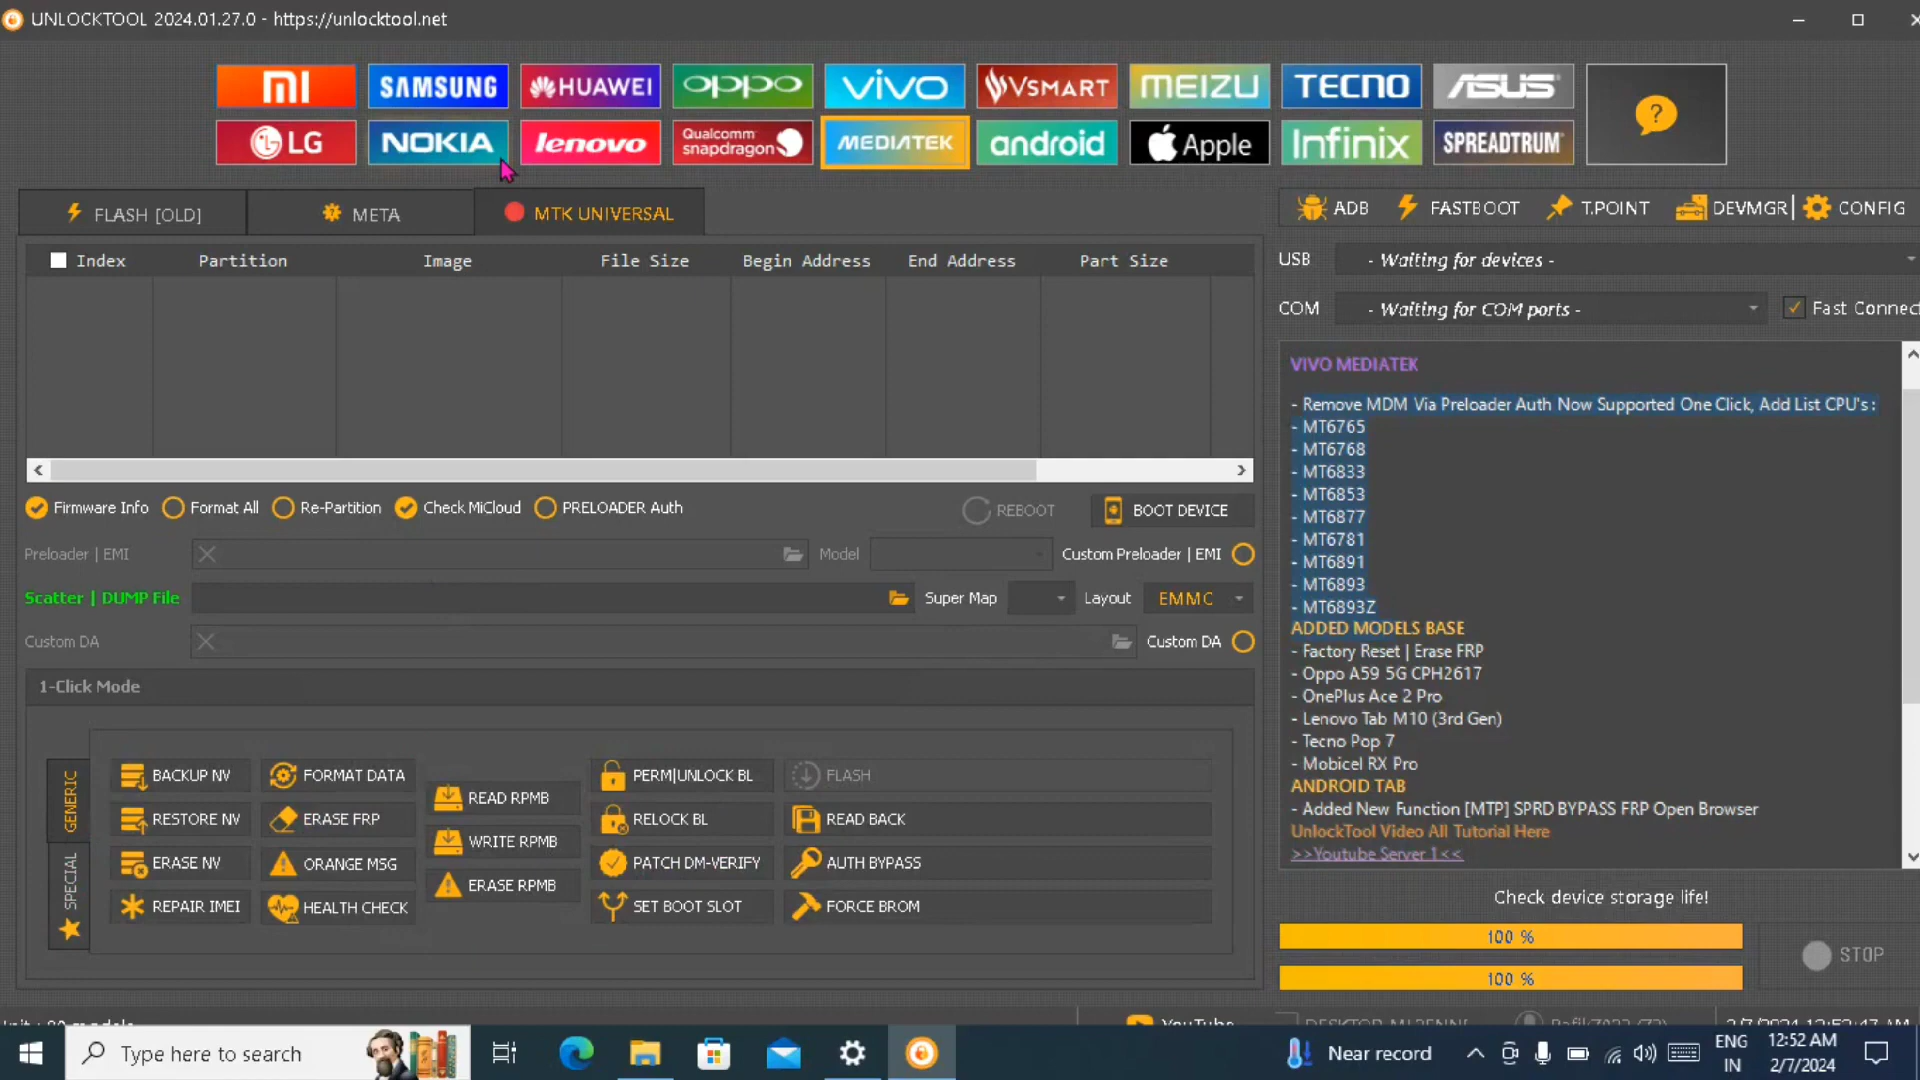 UNLOCKTOOL 2024.01.27.0 - https://unlocktool.net
MI SAMSUNG HUAWEI oppo vivo VSMART MEIZU TECNO ASUS ?
LG NOKIA lenovo Qualcomm snapdragon MEDIATEK android Apple Infinix SPREADTRUM
FLASH [OLD] META MTK UNIVERSAL
ADB FASTBOOT T.POINT DEVMGR CONFIG
USB - Waiting for devices -
COM - Waiting for COM ports - Fast Connect
Index Partition Image File Size Begin Address End Address Part Size
Firmware Info Format All Re-Partition Check MiCloud PRELOADER Auth REBOOT BOOT DEVICE
Preloader | EMI Model Custom Preloader | EMI
Scatter | DUMP File Super Map Layout EMMC
Custom DA Custom DA
1-Click Mode
GENERIC
SPECIAL
BACKUP NV FORMAT DATA READ RPMB PERM|UNLOCK BL FLASH
RESTORE NV ERASE FRP WRITE RPMB RELOCK BL READ BACK
ERASE NV ORANGE MSG ERASE RPMB PATCH DM-VERIFY AUTH BYPASS
REPAIR IMEI HEALTH CHECK SET BOOT SLOT FORCE BROM
VIVO MEDIATEK
- Remove MDM Via Preloader Auth Now Supported One Click, Add List CPU's :
- MT6765
- MT6768
- MT6833
- MT6853
- MT6877
- MT6781
- MT6891
- MT6893
- MT6893Z
ADDED MODELS BASE
- Factory Reset | Erase FRP
- Oppo A59 5G CPH2617
- OnePlus Ace 2 Pro
- Lenovo Tab M10 (3rd Gen)
- Tecno Pop 7
- Mobicel RX Pro
ANDROID TAB
- Added New Function [MTP] SPRD BYPASS FRP Open Browser
UnlockTool Video All Tutorial Here
>>Youtube Server 1<<
Check device storage life!
100 %
100 %
STOP
YouTube
Type here to search
Near record
ENG
IN
12:52 AM
2/7/2024